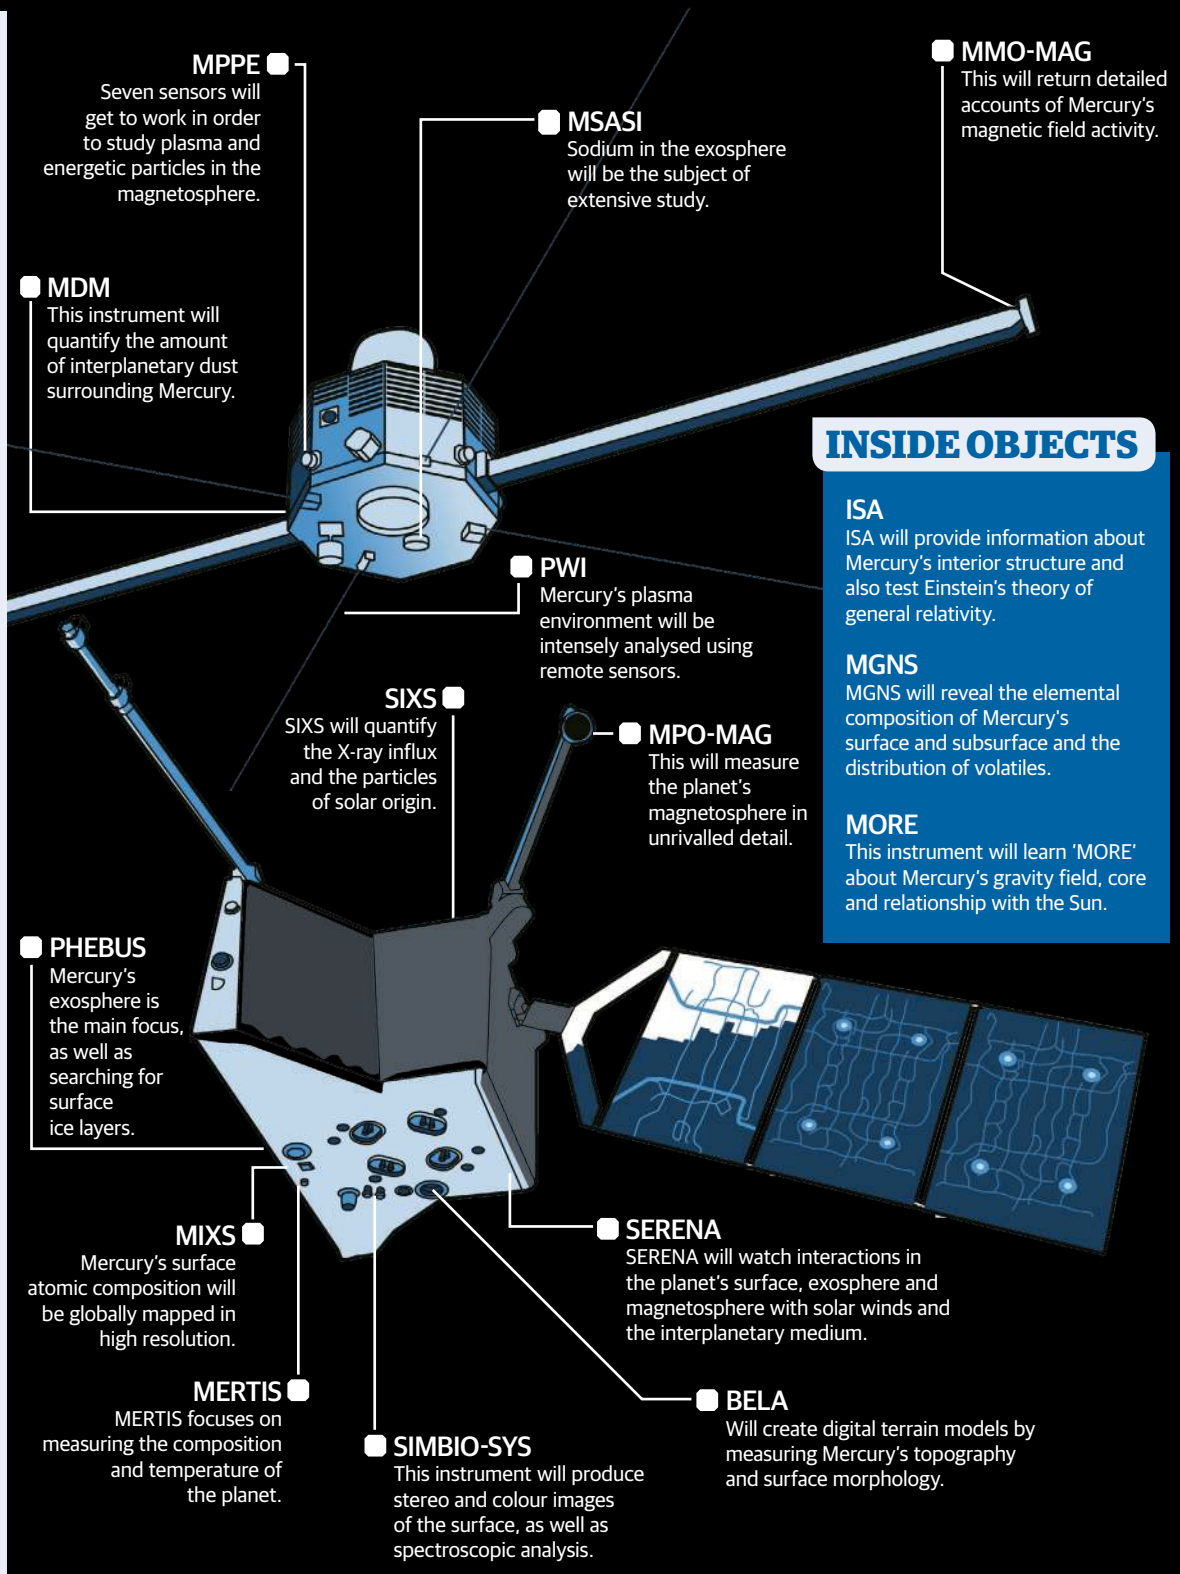 MPPE
Seven sensors will
get to work in order
to study plasma and
energetic particles in the
magnetosphere.
MSASI
Sodium in the exosphere
will be the subject of
extensive study.
MMO-MAG
This will return detailed
accounts of Mercury's
magnetic field activity.
MDM
This instrument will
quantify the amount
of interplanetary dust
surrounding Mercury.
INSIDE OBJECTS
ISA
ISA will provide information about
Mercury's interior structure and
also test Einstein's theory of
general relativity.
MGNS
MGNS will reveal the elemental
composition of Mercury's
surface and subsurface and the
distribution of volatiles.
MORE
This instrument will learn 'MORE'
about Mercury's gravity field, core
and relationship with the Sun.
PWI
Mercury's plasma
environment will be
intensely analysed using
remote sensors.
SIXS
SIXS will quantify
the X-ray influx
and the particles
of solar origin.
MPO-MAG
This will measure
the planet's
magnetosphere in
unrivalled detail.
PHEBUS
Mercury's
exosphere is
the main focus,
as well as
searching for
surface
ice layers.
MIXS
Mercury's surface
atomic composition will
be globally mapped in
high resolution.
SERENA
SERENA will watch interactions in
the planet's surface, exosphere and
magnetosphere with solar winds and
the interplanetary medium.
MERTIS
MERTIS focuses on
measuring the composition
and temperature of
the planet.
SIMBIO-SYS
This instrument will produce
stereo and colour images
of the surface, as well as
spectroscopic analysis.
BELA
Will create digital terrain models by
measuring Mercury's topography
and surface morphology.